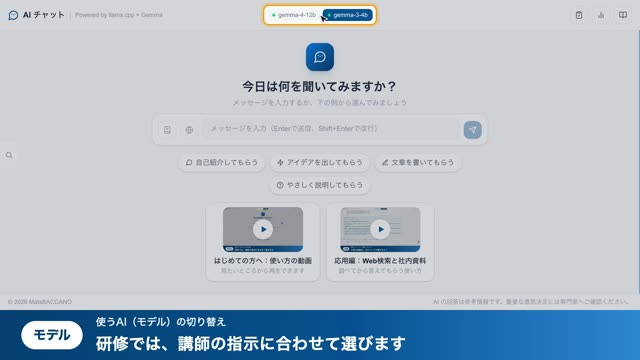 AI チャット
Powered by llama.cpp + Gemma
gemma-4-12b
gemma-3-4b
今日は何を聞いてみますか？
メッセージを入力するか、下の例から選んでみましょう
メッセージを入力（Enterで送信、Shift+Enterで改行）
自己紹介してもらう
アイデアを出してもらう
文章を書いてもらう
やさしく説明してもらう
はじめての方へ：使い方の動画
見たいところから再生できます
応用編：Web検索と社内資料
調べてから答えてもらう使い方
AI の回答は参考情報です。重要な意思決定には専門家へご確認ください。
モデル
使うAI（モデル）の切り替え
研修では、講師の指示に合わせて選びます